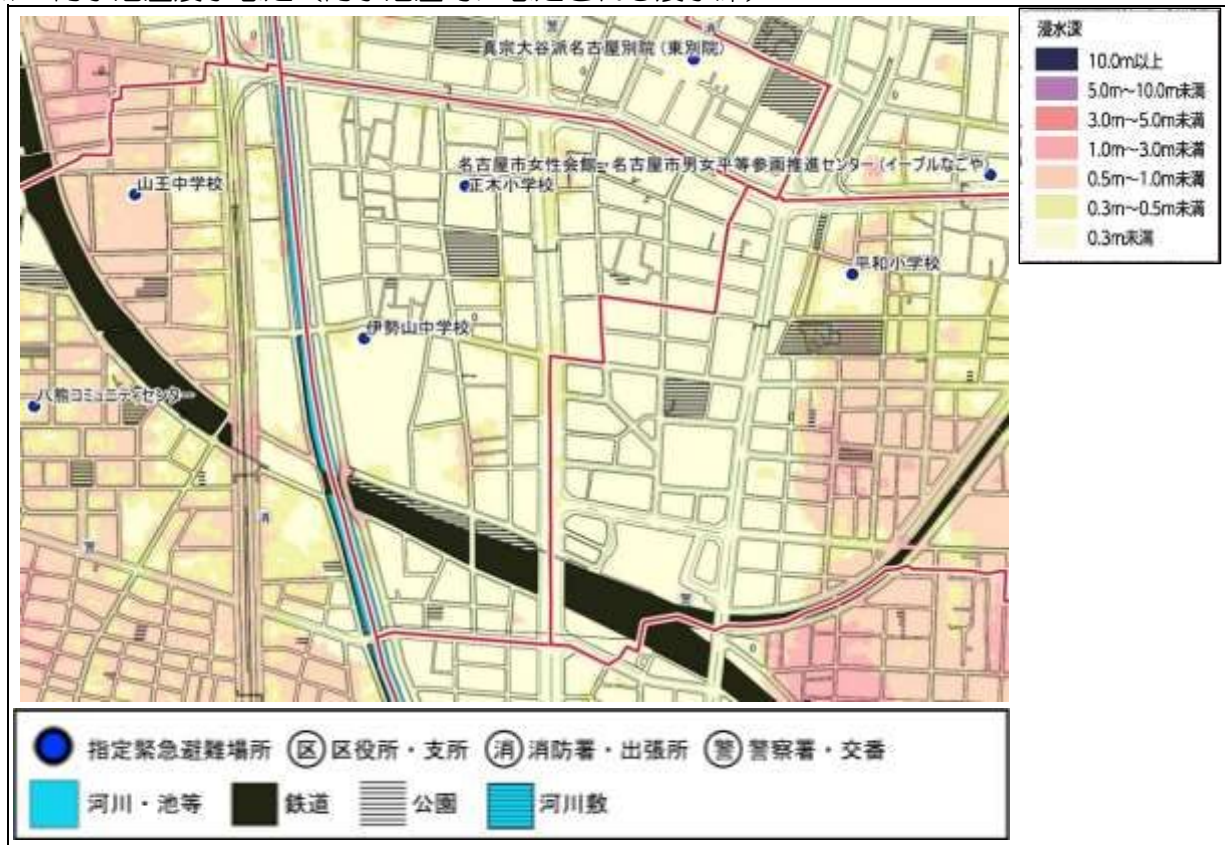 真宗大谷派名古屋別院(東別院)
名古屋市女性会館-名古屋市男女平等参画推進センター(イーブルなごや)
山王中学校
正木小学校
平和小学校
伊勢山中学校
八熊コミュニティセンター
消
警
警
警
消
浸水深
10.0m以上
5.0m～10.0m未満
3.0m～5.0m未満
1.0m～3.0m未満
0.5m～1.0m未満
0.3m～0.5m未満
0.3m未満
指定緊急避難場所 区 区役所・支所 消 消防署・出張所 警 警察署・交番
河川・池等 鉄道 公園 河川敷